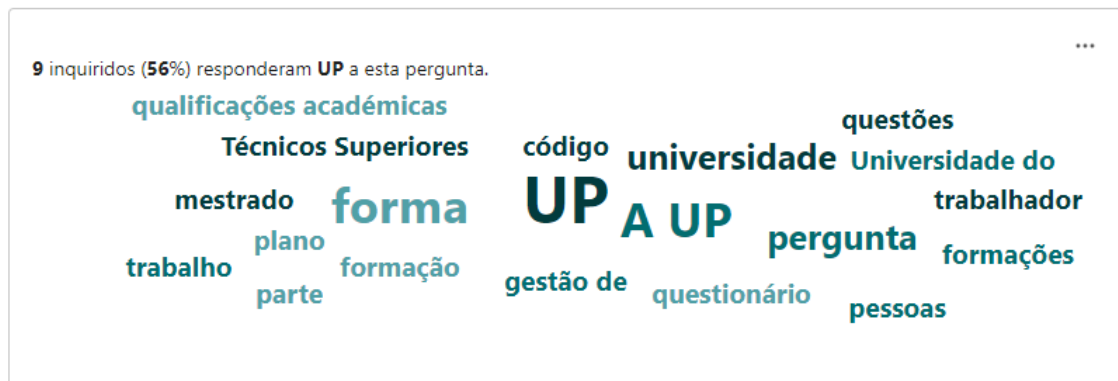 ...
9 inquiridos (56%) responderam UP a esta pergunta.
qualificações académicas
questões
Técnicos Superiores
código
universidade
Universidade do
mestrado
forma
UP
A UP
trabalhador
plano
pergunta
formações
trabalho
formação
gestão de
parte
questionário
pessoas